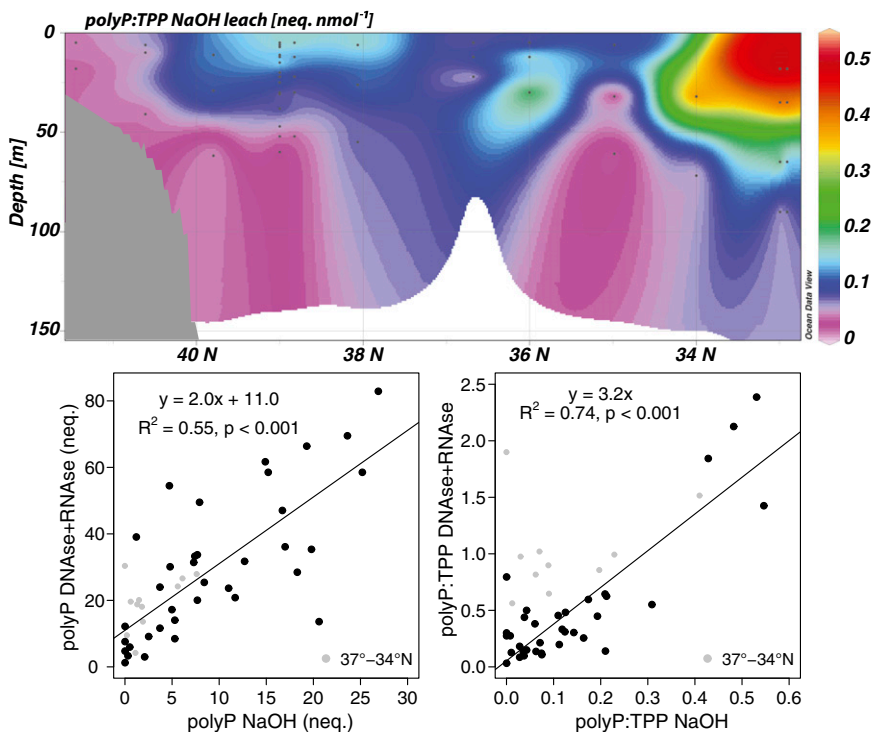 polyP:TPP NaOH leach [neq. nmol⁻¹]
0
50
100
150
Depth [m]
40 N
38 N
36 N
34 N
Ocean Data View
0.5
0.4
0.3
0.2
0.1
0
y = 2.0x + 11.0
R² = 0.55, p < 0.001
80
60
40
20
0
polyP DNAse+RNAse (neq.)
37°−34°N
0
5
10
15
20
25
30
polyP NaOH (neq.)
y = 3.2x
R² = 0.74, p < 0.001
2.5
2.0
1.5
1.0
0.5
0.0
polyP:TPP DNAse+RNAse
37°−34°N
0.0
0.1
0.2
0.3
0.4
0.5
0.6
polyP:TPP NaOH